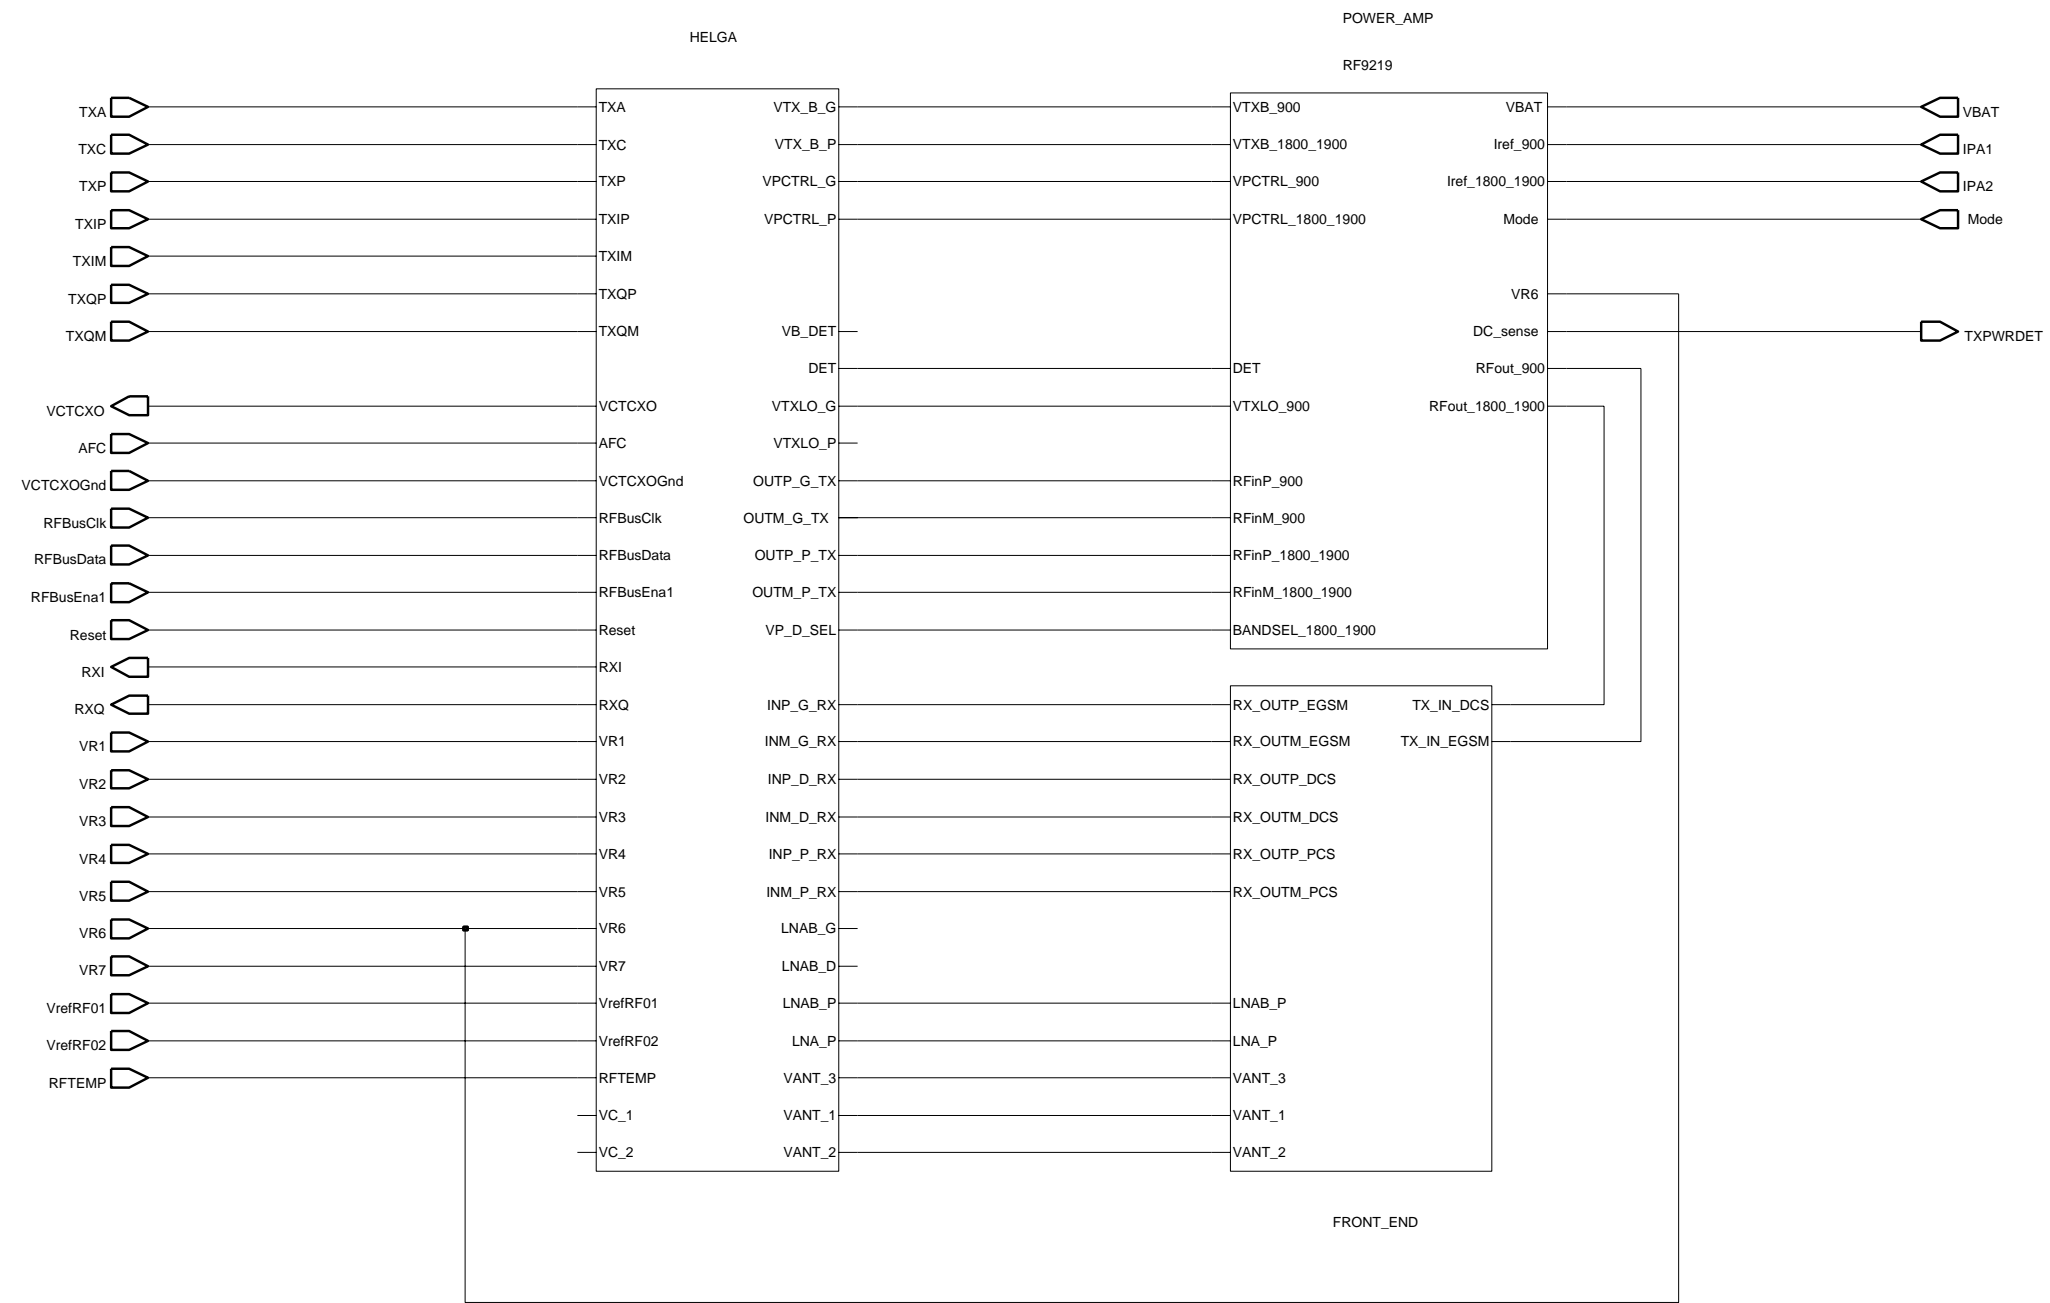 POWER_AMP
HELGA
RF9219
TXA TXA VTX_B_G VTXB_900 VBAT VBAT
TXC TXC VTX_B_P VTXB_1800_1900 Iref_900 IPA1
TXP TXP VPCTRL_G VPCTRL_900 Iref_1800_1900 IPA2
TXIP TXIP VPCTRL_P VPCTRL_1800_1900 Mode Mode
TXIM TXIM
TXQP TXQP VR6
TXQM TXQM VB_DET DC_sense TXPWRDET
DET DET RFout_900
VCTCXO VCTCXO VTXLO_G VTXLO_900 RFout_1800_1900
AFC AFC VTXLO_P
VCTCXOGnd VCTCXOGnd OUTP_G_TX RFinP_900
RFBusClk RFBusClk OUTM_G_TX RFinM_900
RFBusData RFBusData OUTP_P_TX RFinP_1800_1900
RFBusEna1 RFBusEna1 OUTM_P_TX RFinM_1800_1900
Reset Reset VP_D_SEL BANDSEL_1800_1900
RXI RXI
RXQ RXQ INP_G_RX RX_OUTP_EGSM TX_IN_DCS
VR1 VR1 INM_G_RX RX_OUTM_EGSM TX_IN_EGSM
VR2 VR2 INP_D_RX RX_OUTP_DCS
VR3 VR3 INM_D_RX RX_OUTM_DCS
VR4 VR4 INP_P_RX RX_OUTP_PCS
VR5 VR5 INM_P_RX RX_OUTM_PCS
VR6 VR6 LNAB_G
VR7 VR7 LNAB_D
VrefRF01 VrefRF01 LNAB_P LNAB_P
VrefRF02 VrefRF02 LNA_P LNA_P
RFTEMP RFTEMP VANT_3 VANT_3
VC_1 VANT_1 VANT_1
VC_2 VANT_2 VANT_2
FRONT_END